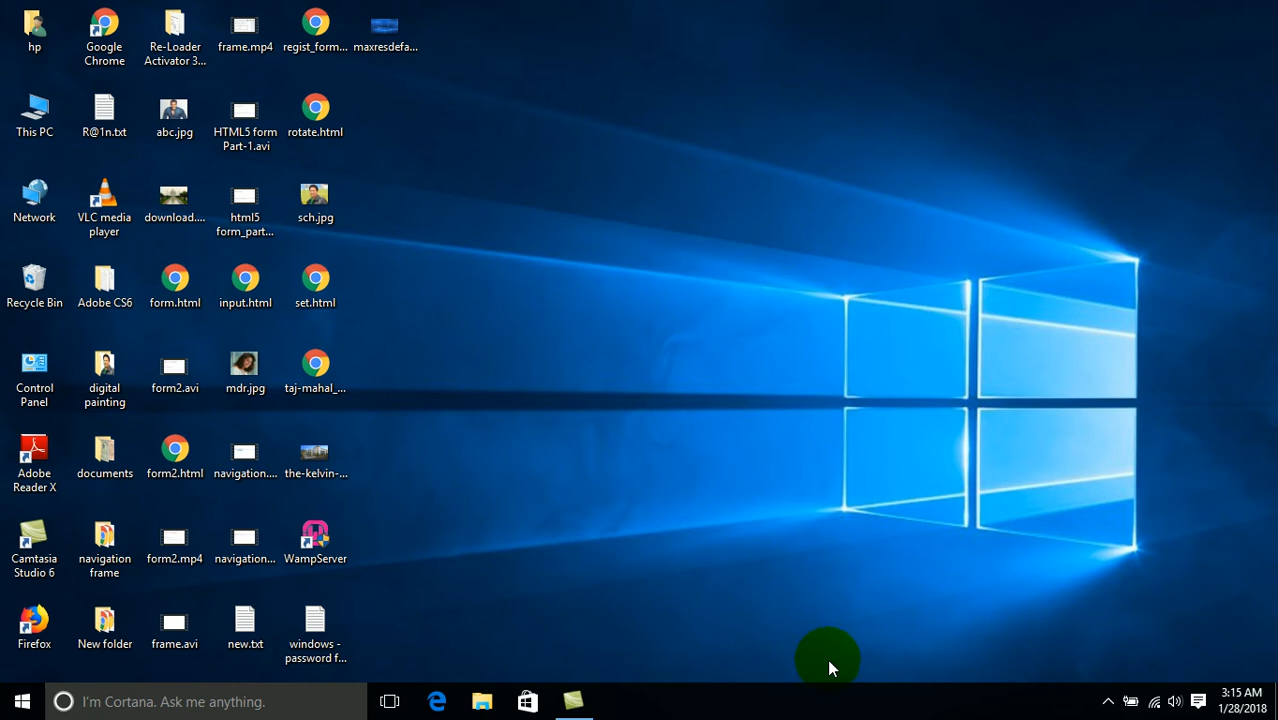 hp
Google
Chrome
Re-Loader
Activator 3...
frame.mp4
regist_form...
maxresdefa...
This PC
R@1n.txt
abc.jpg
HTML5 form
Part-1.avi
rotate.html
Network
VLC media
player
download....
html5
form_part...
sch.jpg
Recycle Bin
Adobe CS6
form.html
input.html
set.html
Control
Panel
digital
painting
form2.avi
mdr.jpg
taj-mahal_...
Adobe
Reader X
documents
form2.html
navigation....
the-kelvin-...
Camtasia
Studio 6
navigation
frame
form2.mp4
navigation...
WampServer
Firefox
New folder
frame.avi
new.txt
windows -
password f...
I'm Cortana. Ask me anything.
3:15 AM
1/28/2018